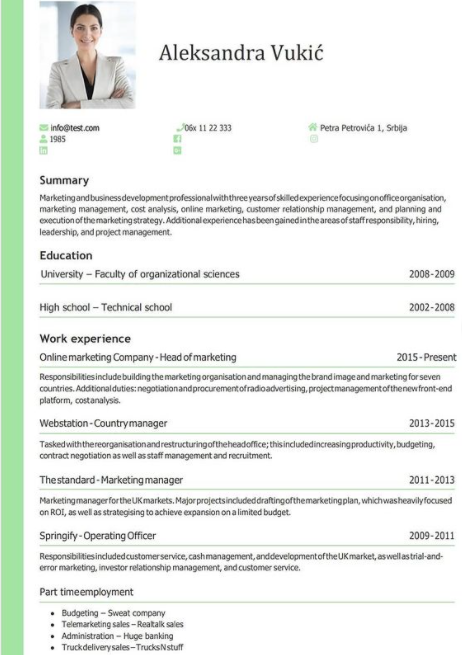 Aleksandra Vukić
info@test.com 06x 11 22 333 Petra Petrovića 1, Srbija
1985
Summary
Marketing and business development professional with three years of skilled experience focusing on office organisation,
marketing management, cost analysis, online marketing, customer relationship management, and planning and
execution of the marketing strategy. Additional experience has been gained in the areas of staff responsibility, hiring,
leadership, and project management.
Education
University – Faculty of organizational sciences 2008-2009
High school – Technical school 2002-2008
Work experience
Online marketing Company - Head of marketing 2015 - Present
Responsibilities include building the marketing organisation and managing the brand image and marketing for seven
countries. Additional duties: negotiation and procurement of radio advertising, project management of the new front-end
platform, cost analysis.
Webstation - Country manager 2013-2015
Tasked with the reorganisation and restructuring of the head office; this included increasing productivity, budgeting,
contract negotiation as well as staff management and recruitment.
The standard - Marketing manager 2011-2013
Marketing manager for the UK markets. Major projects included drafting of the marketing plan, which was heavily focused
on ROI, as well as strategising to achieve expansion on a limited budget.
Springify - Operating Officer 2009-2011
Responsibilities included customer service, cash management, and development of the UK market, as well as trial-and-
error marketing, investor relationship management, and customer service.
Part time employment
• Budgeting – Sweat company
• Telemarketing sales – Realtalk sales
• Administration – Huge banking
• Truck delivery sales – Trucks N stuff